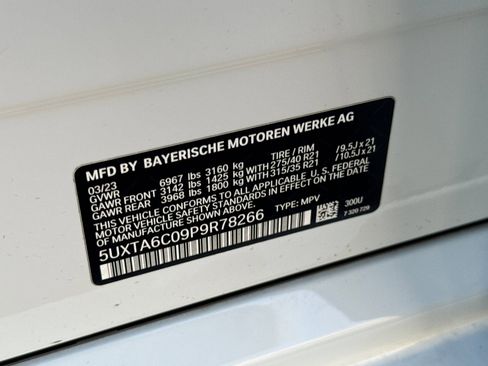 MFD BY BAYERISCHE MOTOREN WERKE AG
03/23 TIRE / RIM
GVWR 6967 lbs 3160 kg
GAWR FRONT 3142 lbs 1425 kg WITH 275/40 R21 /9.5J x 21
GAWR REAR 3968 lbs 1800 kg WITH 315/35 R21 /10.5J x 21
THIS VEHICLE CONFORMS TO ALL APPLICABLE U.S. FEDERAL
MOTOR VEHICLE SAFETY STANDARDS IN EFFECT ON THE DATE
OF MANUFACTURE SHOWN ABOVE.
5UXTA6C09P9R78266 TYPE: MPV 300U
7 320 729